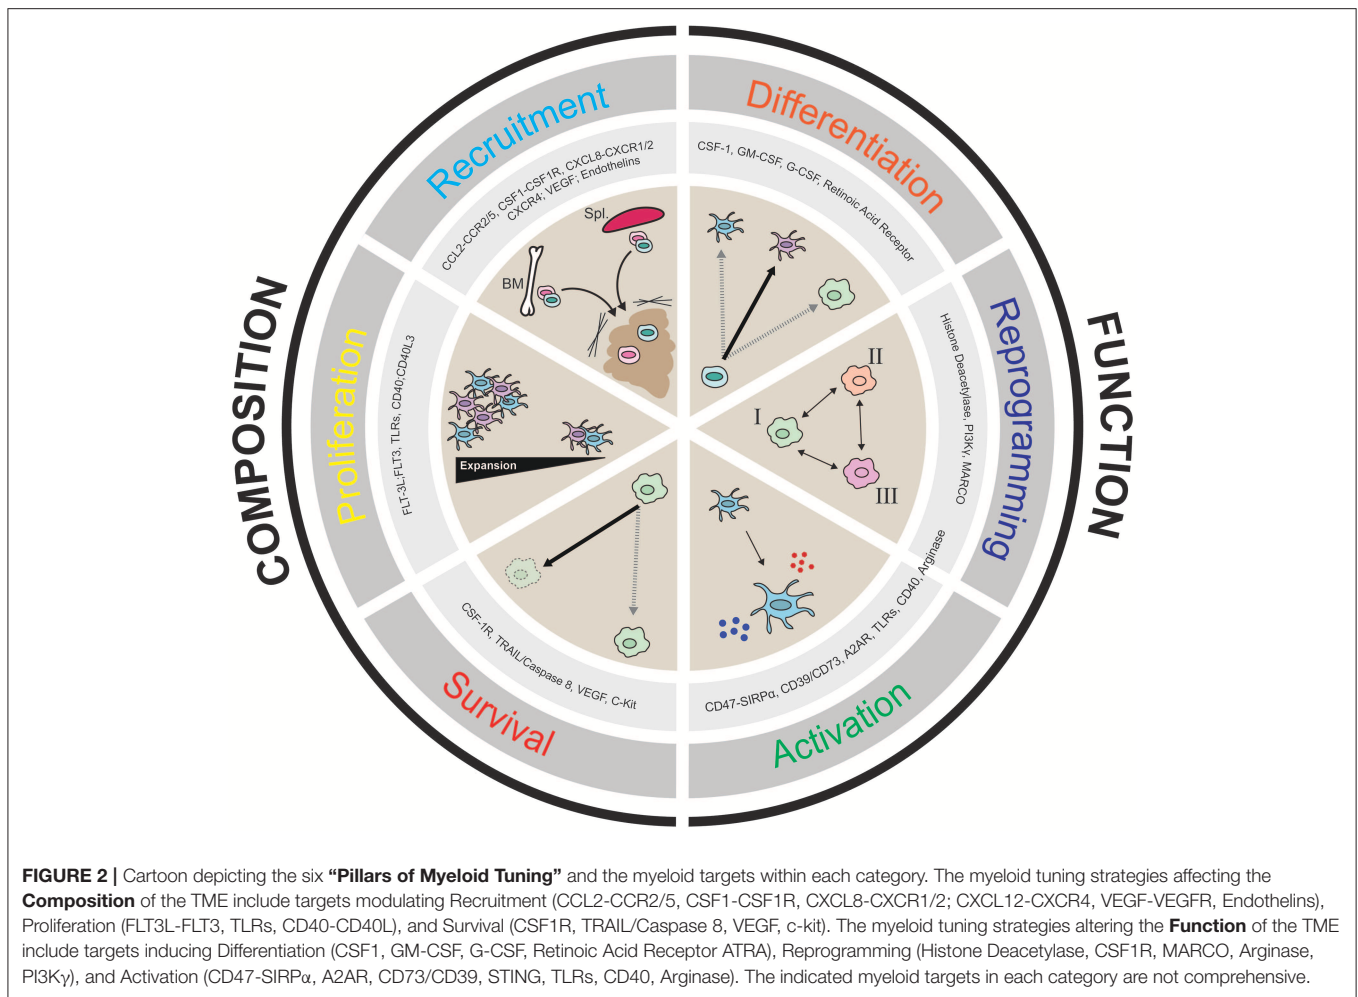 COMPOSITION
FUNCTION
Recruitment
CCL2-CCR2/5, CSF1-CSF1R, CXCL8-CXCR1/2
CXCR4; VEGF; Endothelins
Spl.
BM
Differentiation
CSF-1, GM-CSF, G-CSF, Retinoic Acid Receptor
Reprogramming
Histone Deacetylase, PI3Kγ, MARCO
I
II
III
Activation
CD47-SIRPα, CD39/CD73, A2AR, TLRs, CD40, Arginase
Survival
CSF-1R, TRAIL/Caspase 8, VEGF, C-Kit
Proliferation
FLT-3L;FLT3, TLRs, CD40;CD40L3
Expansion
FIGURE 2 | Cartoon depicting the six “Pillars of Myeloid Tuning” and the myeloid targets within each category. The myeloid tuning strategies affecting the
Composition of the TME include targets modulating Recruitment (CCL2-CCR2/5, CSF1-CSF1R, CXCL8-CXCR1/2; CXCL12-CXCR4, VEGF-VEGFR, Endothelins),
Proliferation (FLT3L-FLT3, TLRs, CD40-CD40L), and Survival (CSF1R, TRAIL/Caspase 8, VEGF, c-kit). The myeloid tuning strategies altering the Function of the TME
include targets inducing Differentiation (CSF1, GM-CSF, G-CSF, Retinoic Acid Receptor ATRA), Reprogramming (Histone Deacetylase, CSF1R, MARCO, Arginase,
PI3Kγ), and Activation (CD47-SIRPα, A2AR, CD73/CD39, STING, TLRs, CD40, Arginase). The indicated myeloid targets in each category are not comprehensive.